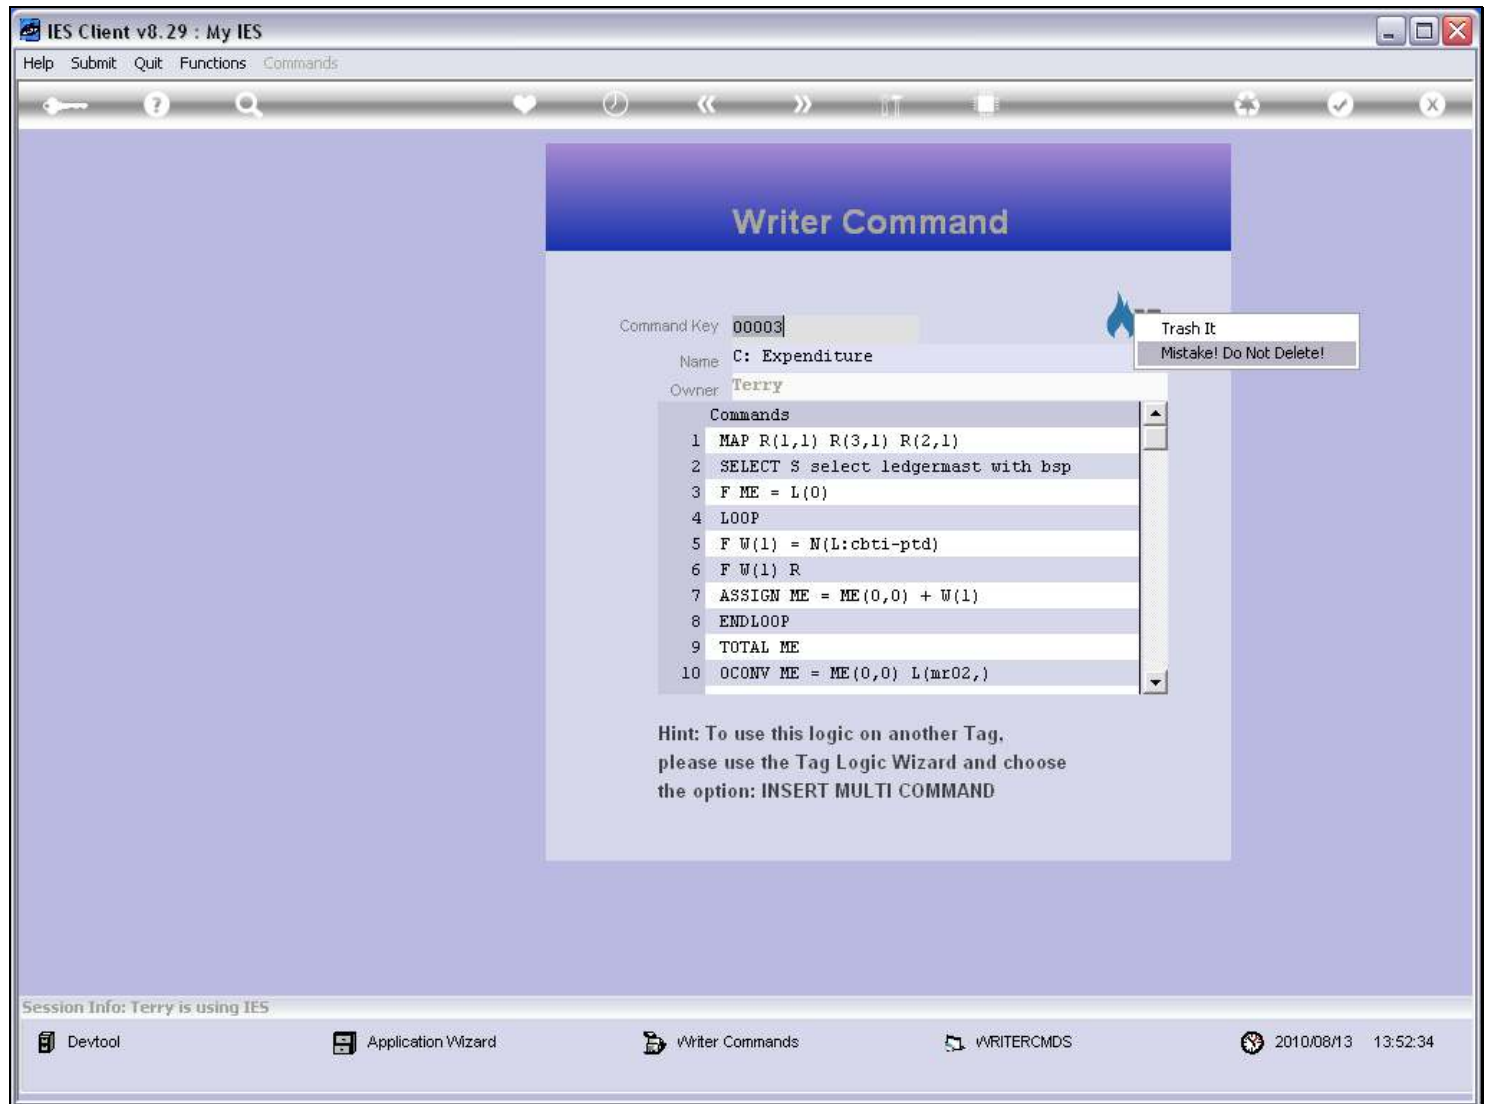 IES Client v8.29 : My IES
Help Submit Quit Functions Commands
Writer Command
Command Key 00003
Trash It
Mistake! Do Not Delete!
Name C: Expenditure
Owner Terry
Commands
1 MAP R(1,1) R(3,1) R(2,1)
2 SELECT S select ledgermast with bsp
3 F ME = L(0)
4 LOOP
5 F W(1) = N(L:cbti-ptd)
6 F W(1) R
7 ASSIGN ME = ME(0,0) + W(1)
8 ENDLOOP
9 TOTAL ME
10 OCONV ME = ME(0,0) L(mr02,)
Hint: To use this logic on another Tag,
please use the Tag Logic Wizard and choose
the option: INSERT MULTI COMMAND
Session Info: Terry is using IES
Devtool Application Wizard Writer Commands WRITERCMDS 2010/08/13 13:52:34